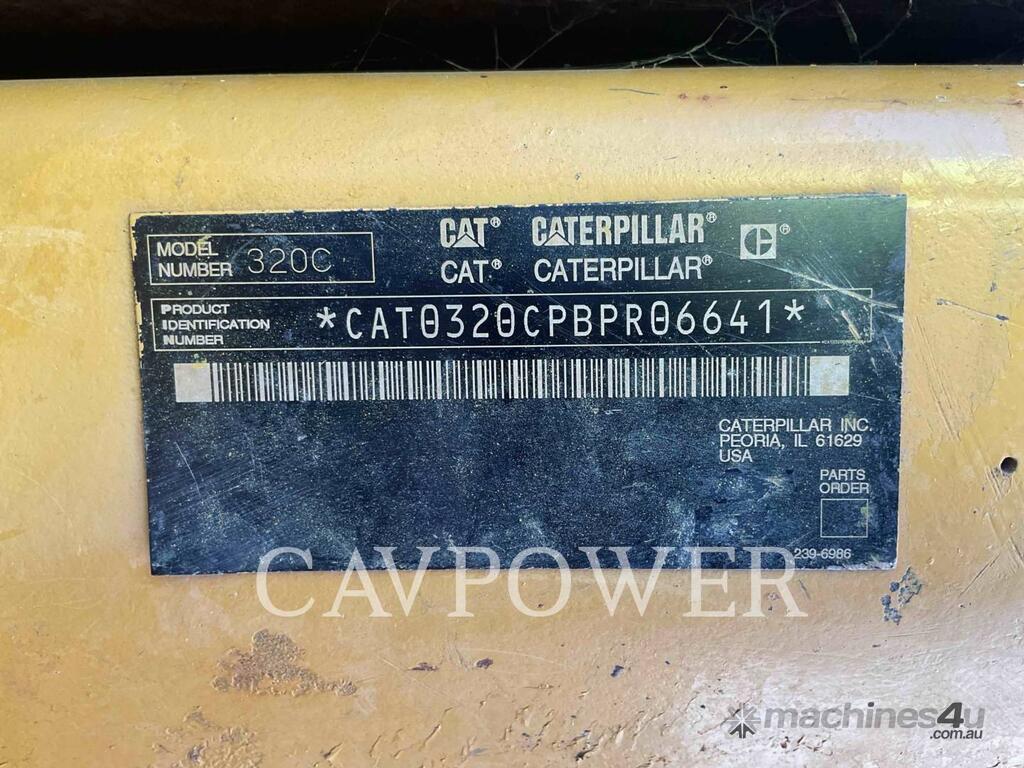 MODEL
NUMBER 320C
CAT® CATERPILLAR® ®
CAT® CATERPILLAR®
PRODUCT
IDENTIFICATION
NUMBER
*CAT0320CPBPR06641*
CATERPILLAR INC.
PEORIA, IL 61629
USA
PARTS
ORDER
239-6986
CAVPOWER
machines4u
.com.au